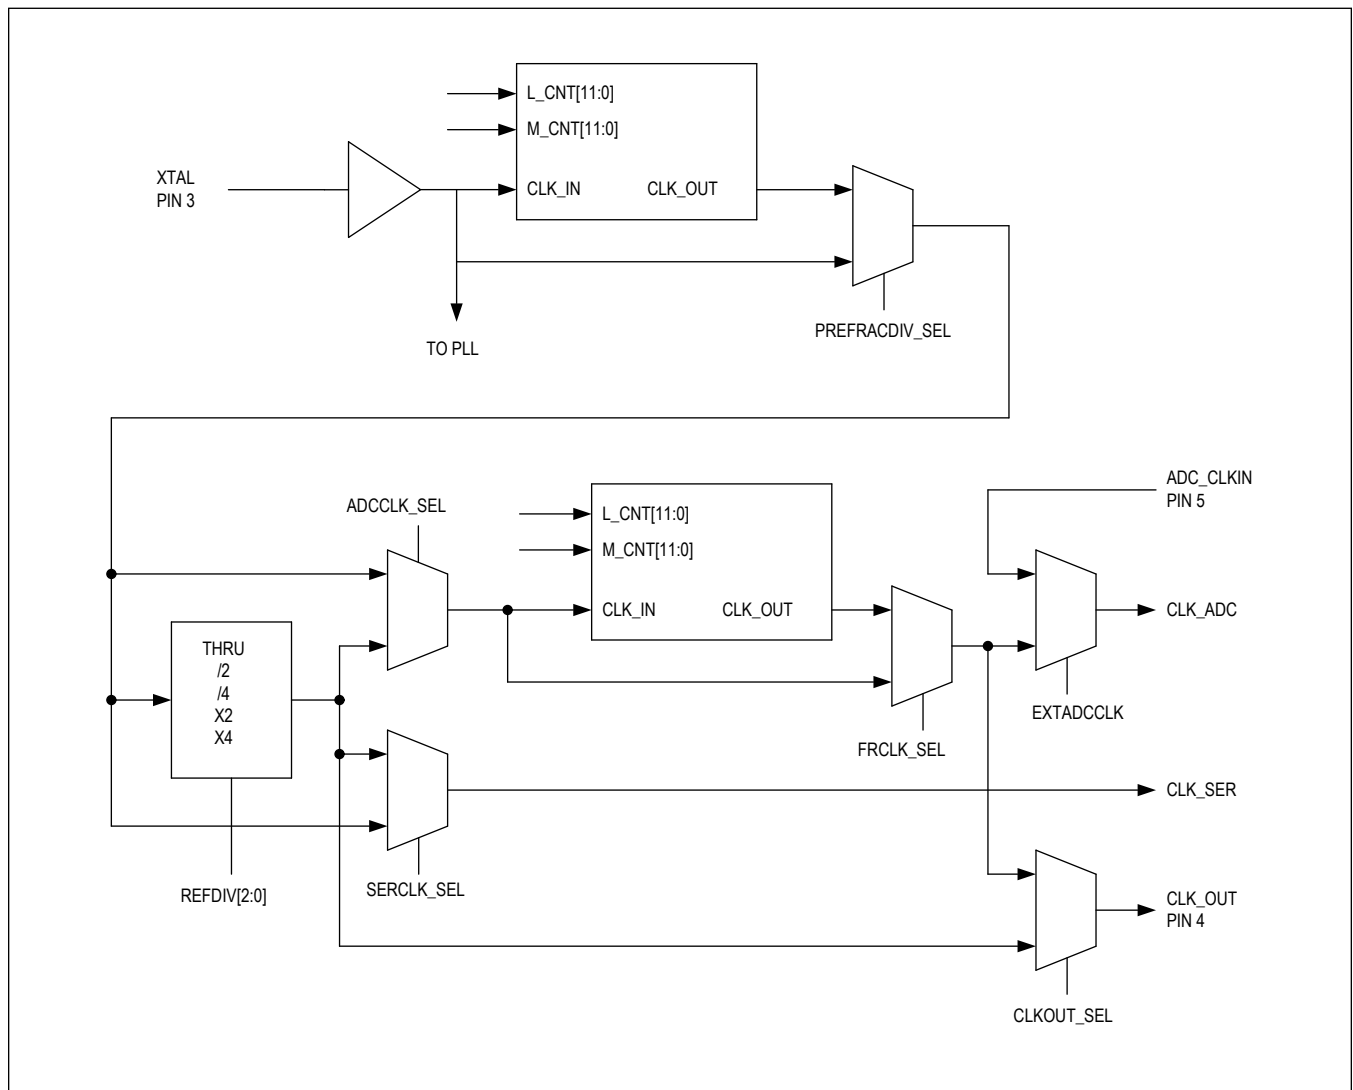 L_CNT[11:0]
M_CNT[11:0]
XTAL
PIN 3
CLK_IN
CLK_OUT
PREFRACDIV_SEL
TO PLL
ADC_CLKIN
PIN 5
ADCCLK_SEL
L_CNT[11:0]
M_CNT[11:0]
CLK_IN
CLK_OUT
CLK_ADC
THRU
/2
/4
X2
X4
EXTADCCLK
FRCLK_SEL
CLK_SER
SERCLK_SEL
REFDIV[2:0]
CLK_OUT
PIN 4
CLKOUT_SEL